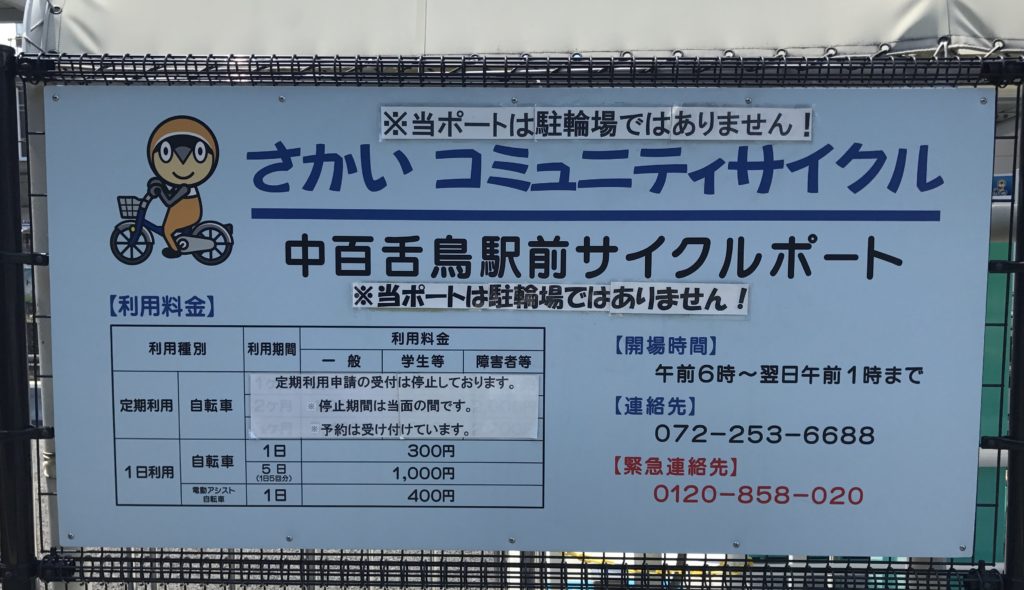 ※当ポートは駐輪場ではありません！
さかい コミュニティサイクル
中百舌鳥駅前サイクルポート
※当ポートは駐輪場ではありません！
【利用料金】
利用種別 利用期間 利用料金
一般 学生等 障害者等
定期利用 自転車
定期利用申請の受付は停止しております。
※停止期間は当面の間です。
※予約は受け付けています。
1日利用 自転車 1日 300円
5日 (1日5回分) 1,000円
電動アシスト自転車 1日 400円
【開場時間】
午前6時～翌日午前1時まで
【連絡先】
072-253-6688
【緊急連絡先】
0120-858-020